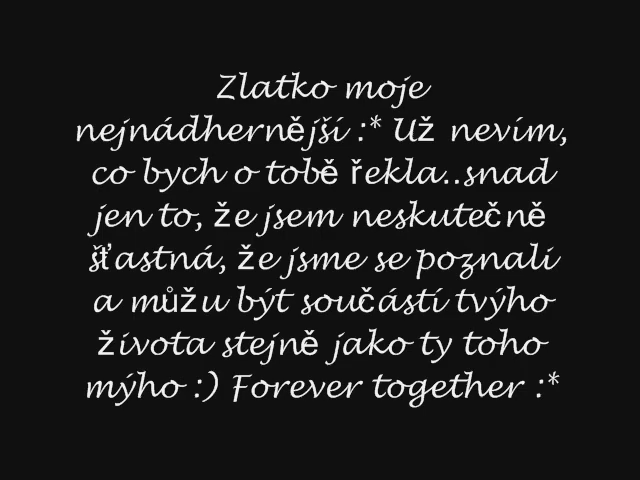 Zlatko moje
nejnádhernější :* Už nevím,
co bych o tobě řekla..snad
jen to, že jsem neskutečně
šťastná, že jsme se poznali
a můžu být součástí tvýho
života stejně jako ty toho
mýho :) Forever together :*